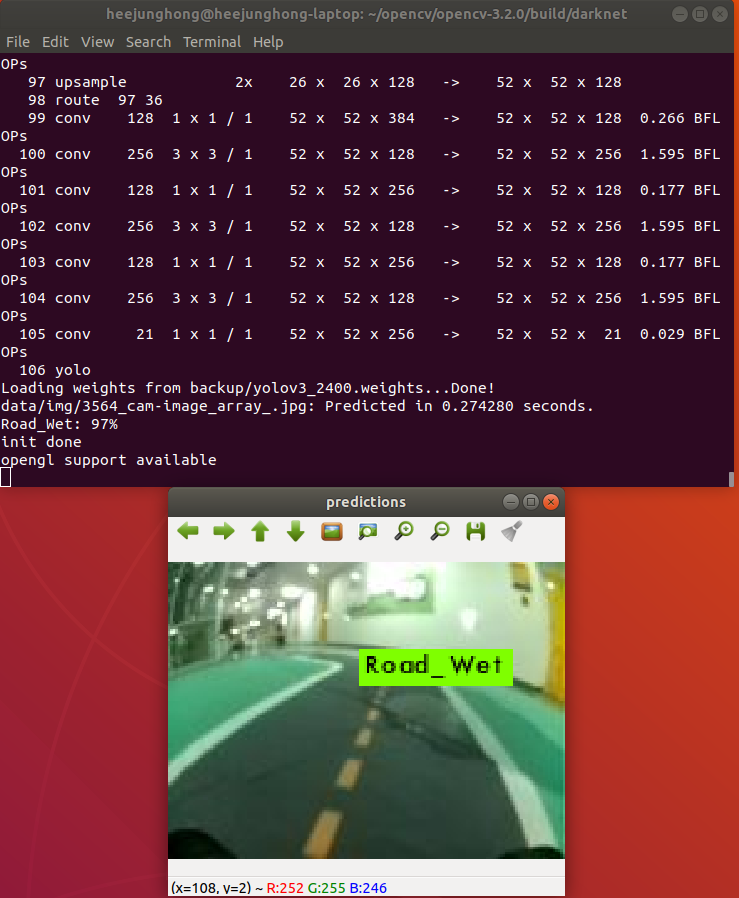 heejunghong@heejunghong-laptop: ~/opencv/opencv-3.2.0/build/darknet
File Edit View Search Terminal Help
OPs
97 upsample 2x 26 x 26 x 128 -> 52 x 52 x 128
98 route 97 36
99 conv 128 1 x 1 / 1 52 x 52 x 384 -> 52 x 52 x 128 0.266 BFL
OPs
100 conv 256 3 x 3 / 1 52 x 52 x 128 -> 52 x 52 x 256 1.595 BFL
OPs
101 conv 128 1 x 1 / 1 52 x 52 x 256 -> 52 x 52 x 128 0.177 BFL
OPs
102 conv 256 3 x 3 / 1 52 x 52 x 128 -> 52 x 52 x 256 1.595 BFL
OPs
103 conv 128 1 x 1 / 1 52 x 52 x 256 -> 52 x 52 x 128 0.177 BFL
OPs
104 conv 256 3 x 3 / 1 52 x 52 x 128 -> 52 x 52 x 256 1.595 BFL
OPs
105 conv 21 1 x 1 / 1 52 x 52 x 256 -> 52 x 52 x 21 0.029 BFL
OPs
106 yolo
Loading weights from backup/yolov3_2400.weights...Done!
data/img/3564_cam-image_array_.jpg: Predicted in 0.274280 seconds.
Road_Wet: 97%
init done
opengl support available
predictions
Road_Wet
(x=108, y=2) ~ R:252 G:255 B:246